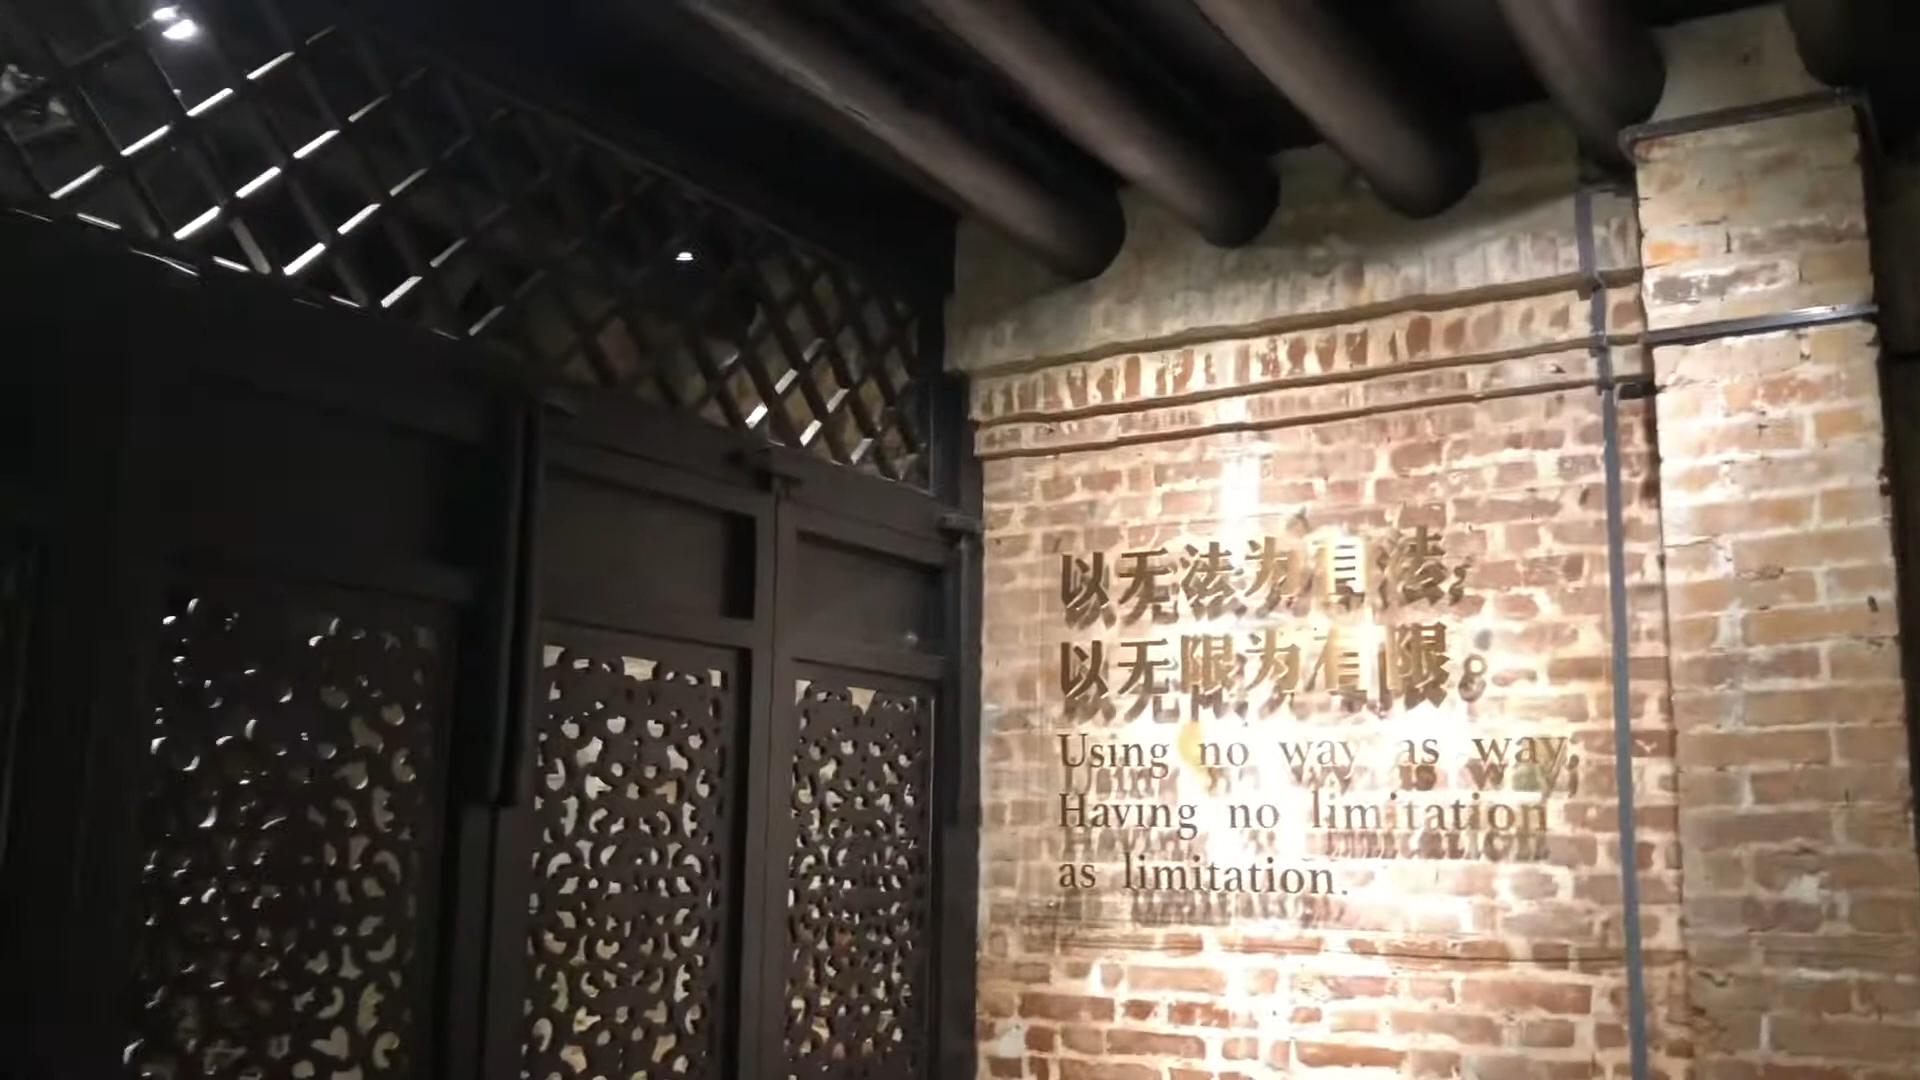 以无法为有法;
以无限为有限。
Using no way as way,
Having no limitation
as limitation.